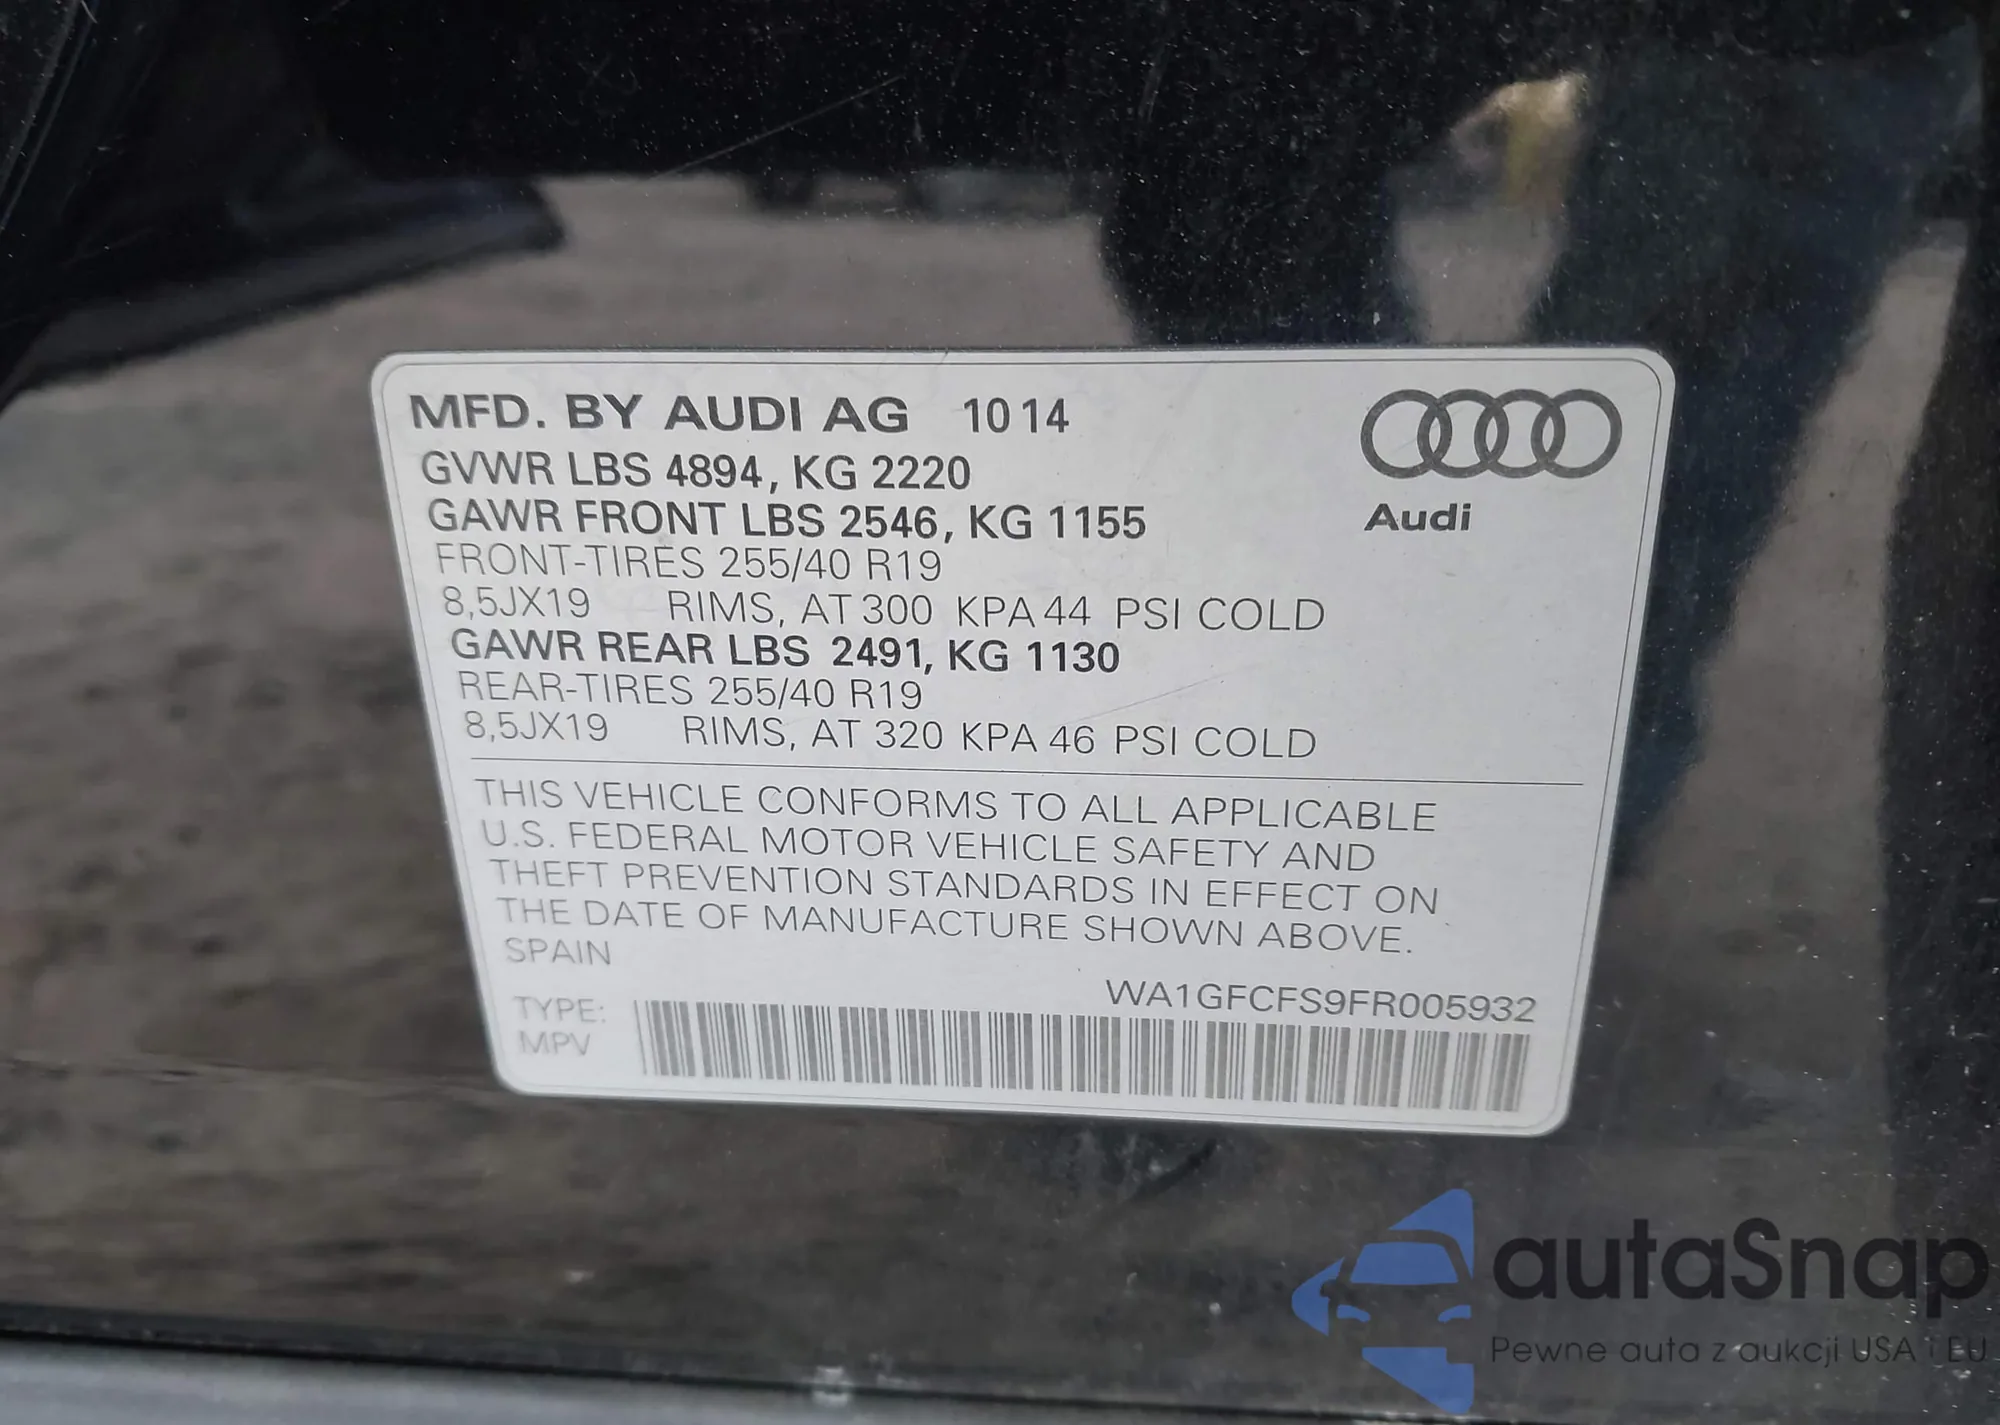 MFD. BY AUDI AG 10 14
GVWR LBS 4894, KG 2220
GAWR FRONT LBS 2546, KG 1155
FRONT-TIRES 255/40 R19
8,5JX19 RIMS, AT 300 KPA 44 PSI COLD
GAWR REAR LBS 2491, KG 1130
REAR-TIRES 255/40 R19
8,5JX19 RIMS, AT 320 KPA 46 PSI COLD
Audi
THIS VEHICLE CONFORMS TO ALL APPLICABLE
U.S. FEDERAL MOTOR VEHICLE SAFETY AND
THEFT PREVENTION STANDARDS IN EFFECT ON
THE DATE OF MANUFACTURE SHOWN ABOVE.
SPAIN
WA1GFCFS9FR005932
TYPE:
MPV
autaSnap
Pewne auta z aukcji USA i EU